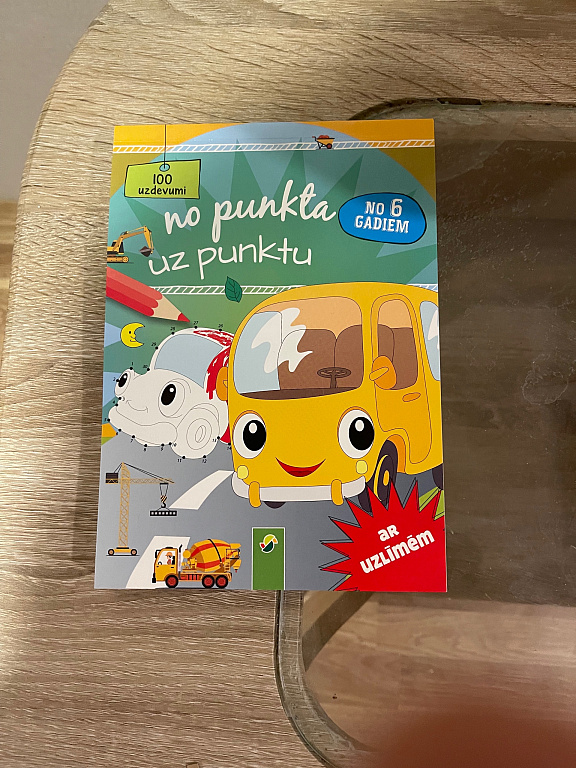 100
uzdevumi
no punkta
uz punktu
NO 6
GADIEM
aR
uzlīmēm